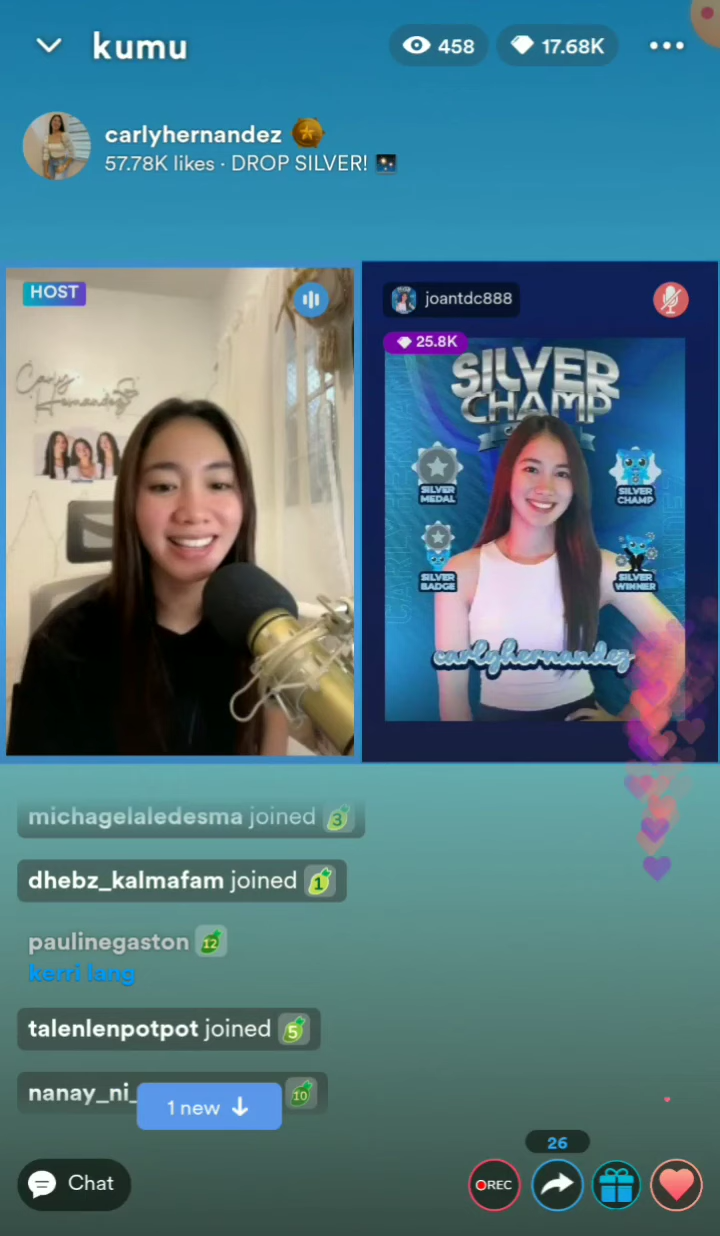 kumu
458
17.68K
carlyhernandez
57.78K likes · DROP SILVER!
HOST
Carly
Hernandez
joantdc888
25.8K
SILVER
CHAMP
SILVER
MEDAL
SILVER
CHAMP
SILVER
BADGE
SILVER
WINNER
carlyhernandez
michagelaledesma joined 3
dhebz_kalmafam joined 1
paulinegaston 12
kerri lang
talenlenpotpot joined 5
nanay_ni_ 10
1 new
26
Chat
REC